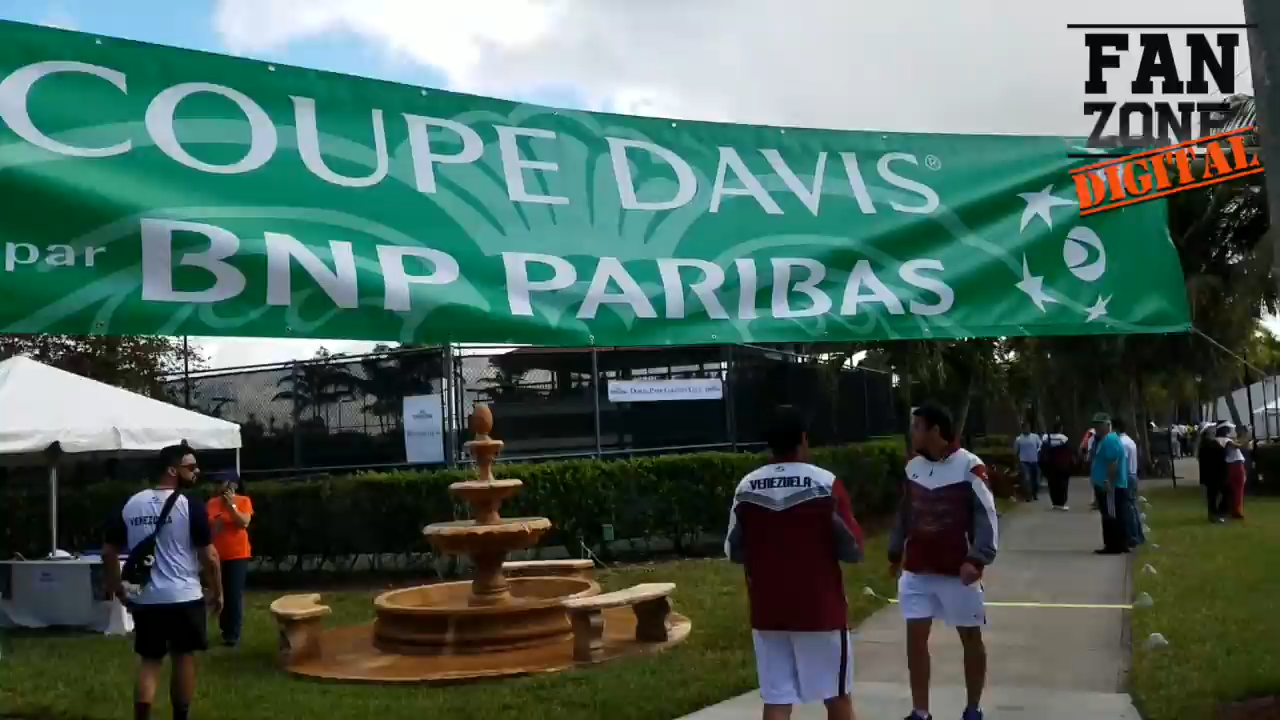 COUPE DAVIS®
par BNP PARIBAS
FAN
ZONE
DIGITAL
VENEZUELA
VENEZUELA